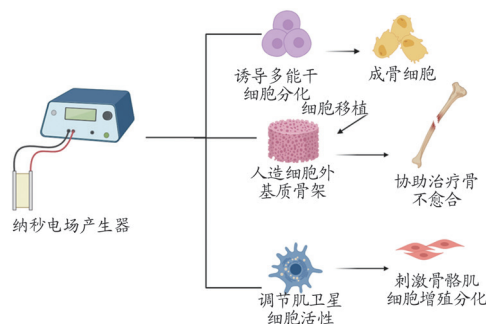 诱导多能干
细胞分化
成骨细胞
细胞移植
纳秒电场产生器
人造细胞外
基质骨架
协助治疗骨
不愈合
调节肌卫星
细胞活性
刺激骨骼肌
细胞增殖分化